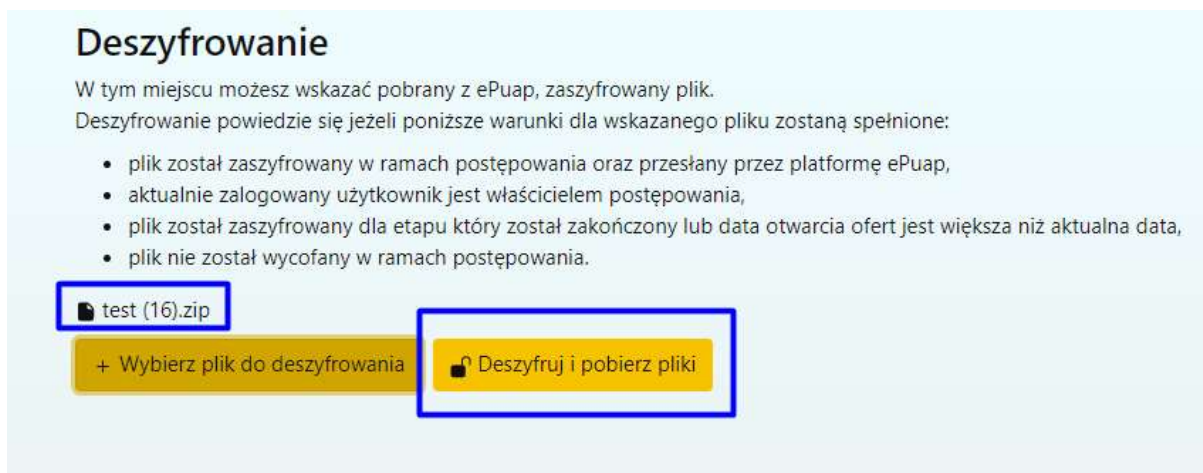 Deszyfrowanie
W tym miejscu możesz wskazać pobrany z ePuap, zaszyfrowany plik.
Deszyfrowanie powiedzie się jeżeli poniższe warunki dla wskazanego pliku zostaną spełnione:
• plik został zaszyfrowany w ramach postępowania oraz przesłany przez platformę ePuap,
• aktualnie zalogowany użytkownik jest właścicielem postępowania,
• plik został zaszyfrowany dla etapu który został zakończony lub data otwarcia ofert jest większa niż aktualna data,
• plik nie został wycofany w ramach postępowania.
test (16).zip
+ Wybierz plik do deszyfrowania Deszyfruj i pobierz pliki